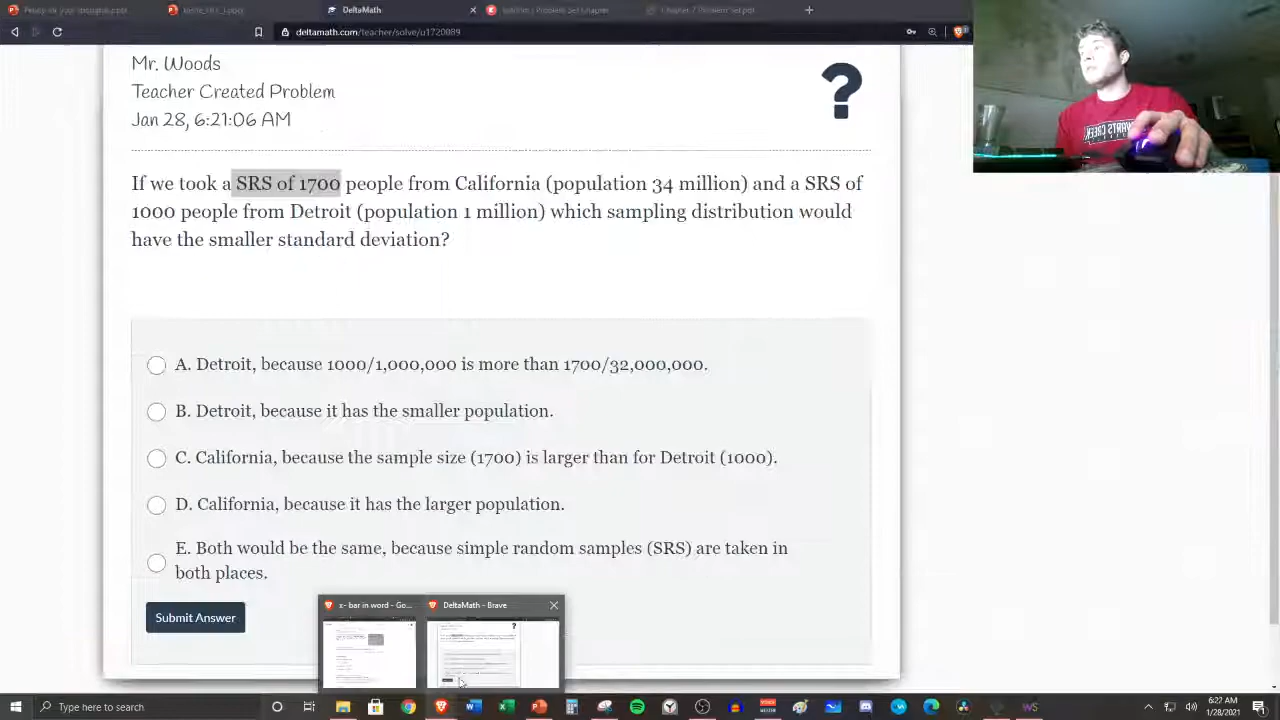 DeltaMath
deltamath.com/teacher/solve/u1720089
Mr. Woods
Teacher Created Problem
Jan 28, 6:21:06 AM
?
If we took a SRS of 1700 people from California (population 34 million) and a SRS of
1000 people from Detroit (population 1 million) which sampling distribution would
have the smaller standard deviation?
A. Detroit, because 1000/1,000,000 is more than 1700/32,000,000.
B. Detroit, because it has the smaller population.
C. California, because the sample size (1700) is larger than for Detroit (1000).
D. California, because it has the larger population.
E. Both would be the same, because simple random samples (SRS) are taken in
both places.
Submit Answer
x- bar in word - Go...
DeltaMath - Brave
Type here to search
6:22 AM
1/28/2021